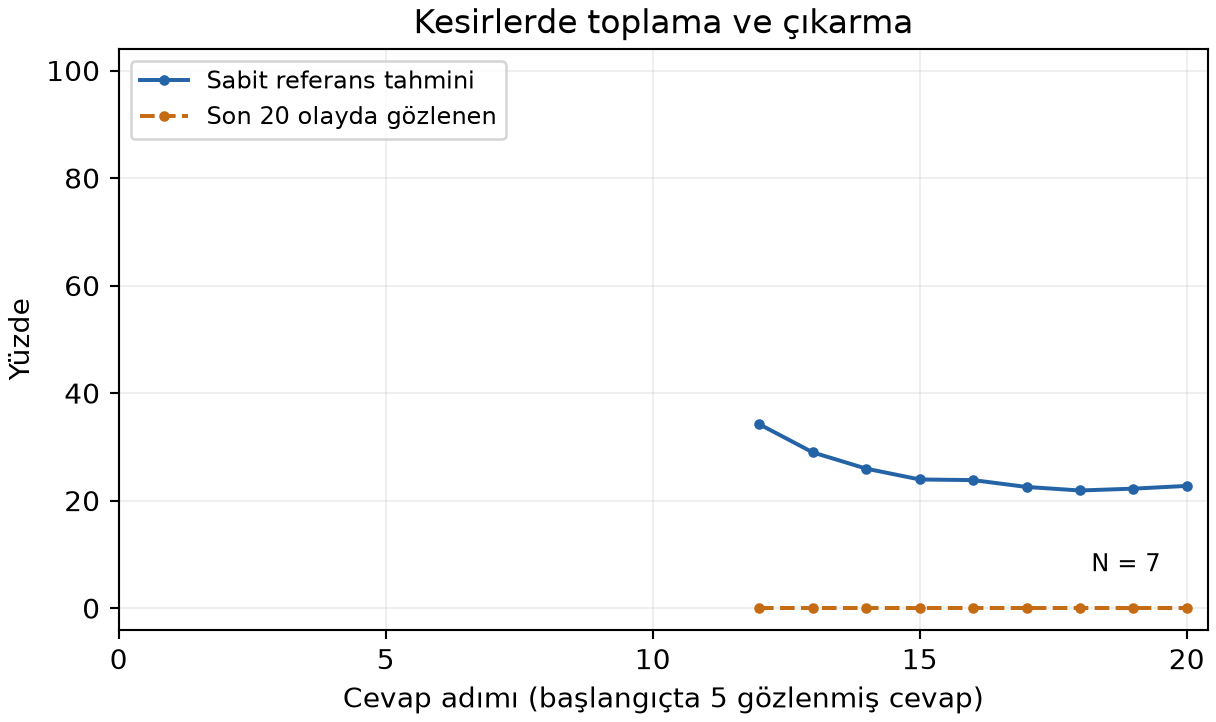 Kesirlerde toplama ve çıkarma
Sabit referans tahmini
Son 20 olayda gözlenen
100
80
60
40
20
0
Yüzde
N = 7
0 5 10 15 20
Cevap adımı (başlangıçta 5 gözlenmiş cevap)